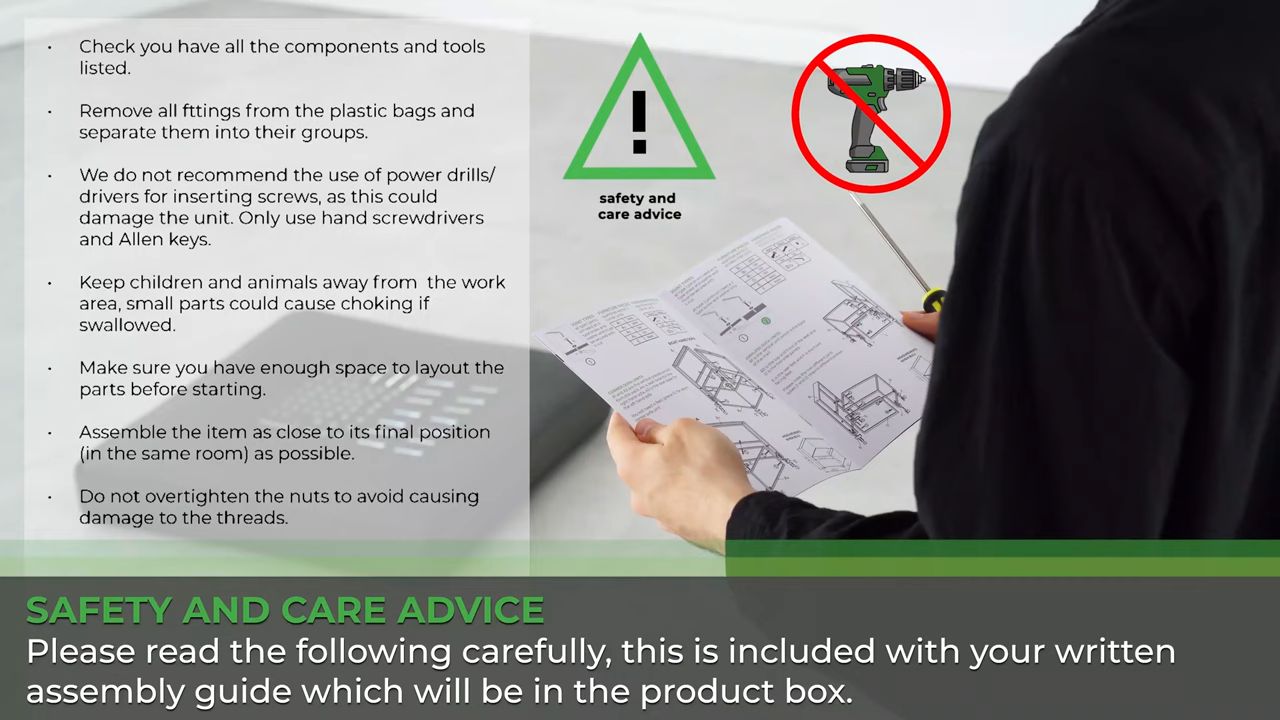 • Check you have all the components and tools
listed.
• Remove all fttings from the plastic bags and
separate them into their groups.
• We do not recommend the use of power drills/
drivers for inserting screws, as this could
damage the unit. Only use hand screwdrivers
and Allen keys.
• Keep children and animals away from  the work
area, small parts could cause choking if
swallowed.
• Make sure you have enough space to layout the
parts before starting.
• Assemble the item as close to its final position
(in the same room) as possible.
• Do not overtighten the nuts to avoid causing
damage to the threads.
!
safety and
care advice
SAFETY AND CARE ADVICE
Please read the following carefully, this is included with your written
assembly guide which will be in the product box.